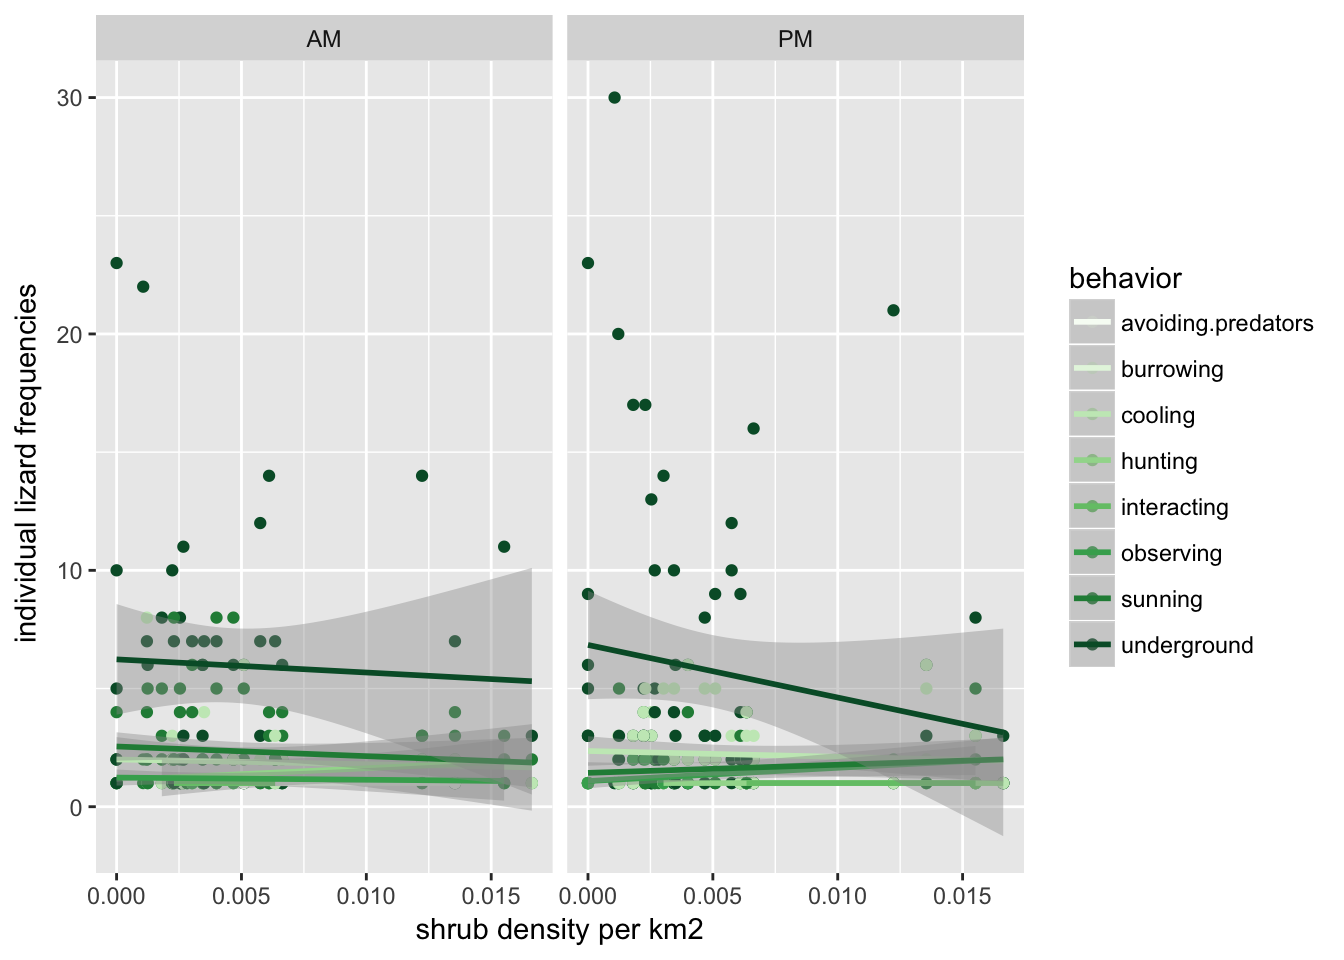 AM PM
30
20
10
0
individual lizard frequencies
0.000 0.005 0.010 0.015 0.000 0.005 0.010 0.015
shrub density per km2
behavior
avoiding.predators
burrowing
cooling
hunting
interacting
observing
sunning
underground